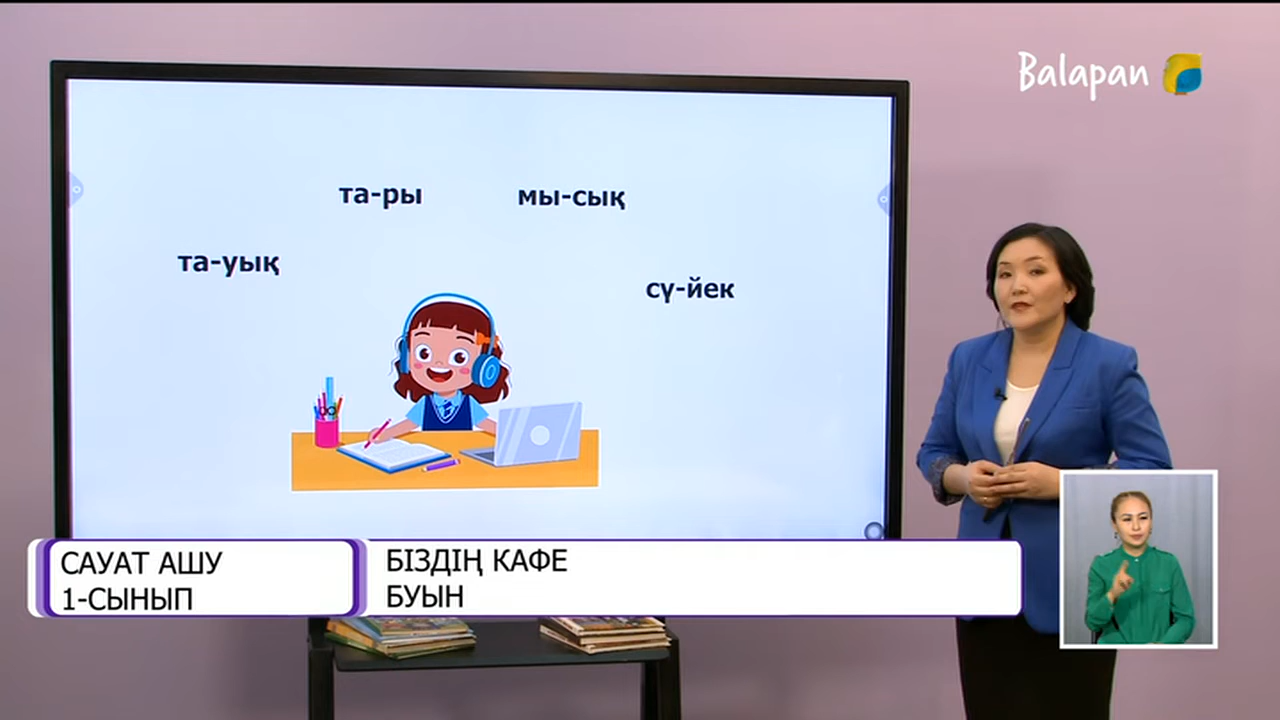 Balapan
та-ры мы-сық
та-уық
сү-йек
САУАТ АШУ
1-СЫНЫП
БІЗДІҢ КАФЕ
БУЫН